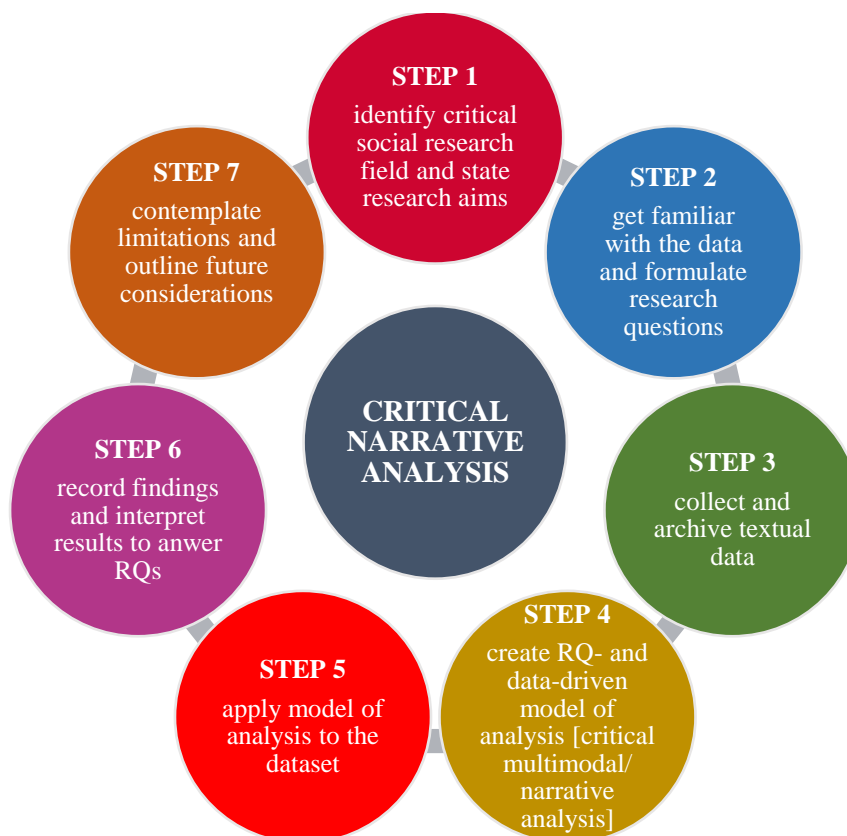 STEP 1
identify critical
social research
field and state
research aims
STEP 2
get familiar
with the data
and formulate
research
questions
STEP 3
collect and
archive textual
data
STEP 4
create RQ- and
data-driven
model of
analysis [critical
multimodal/
narrative
analysis]
STEP 5
apply model of
analysis to the
dataset
STEP 6
record findings
and interpret
results to anwer
RQs
STEP 7
contemplate
limitations and
outline future
considerations
CRITICAL
NARRATIVE
ANALYSIS